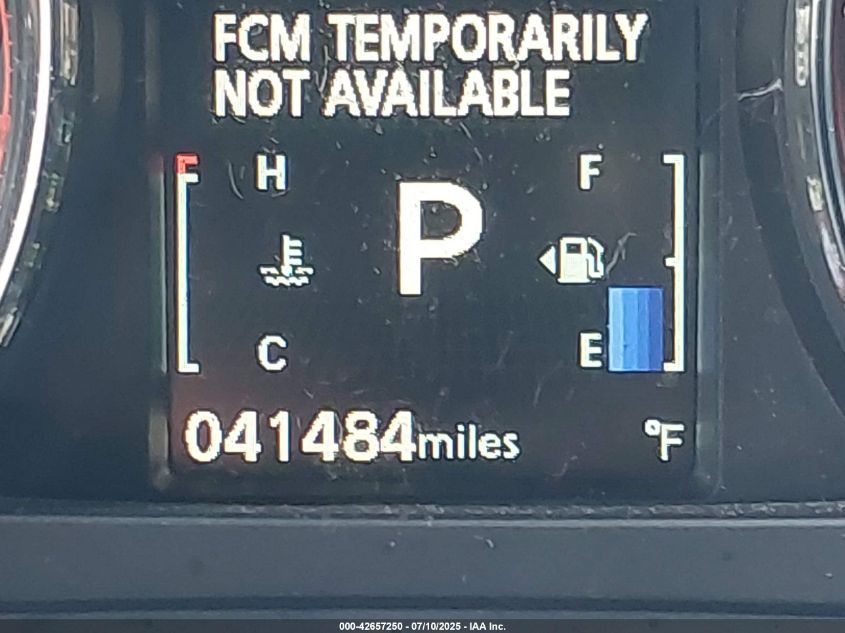 FCM TEMPORARILY
NOT AVAILABLE
H
F
P
C
E
041484miles
°F
000-42657250 - 07/10/2025 - IAA Inc.